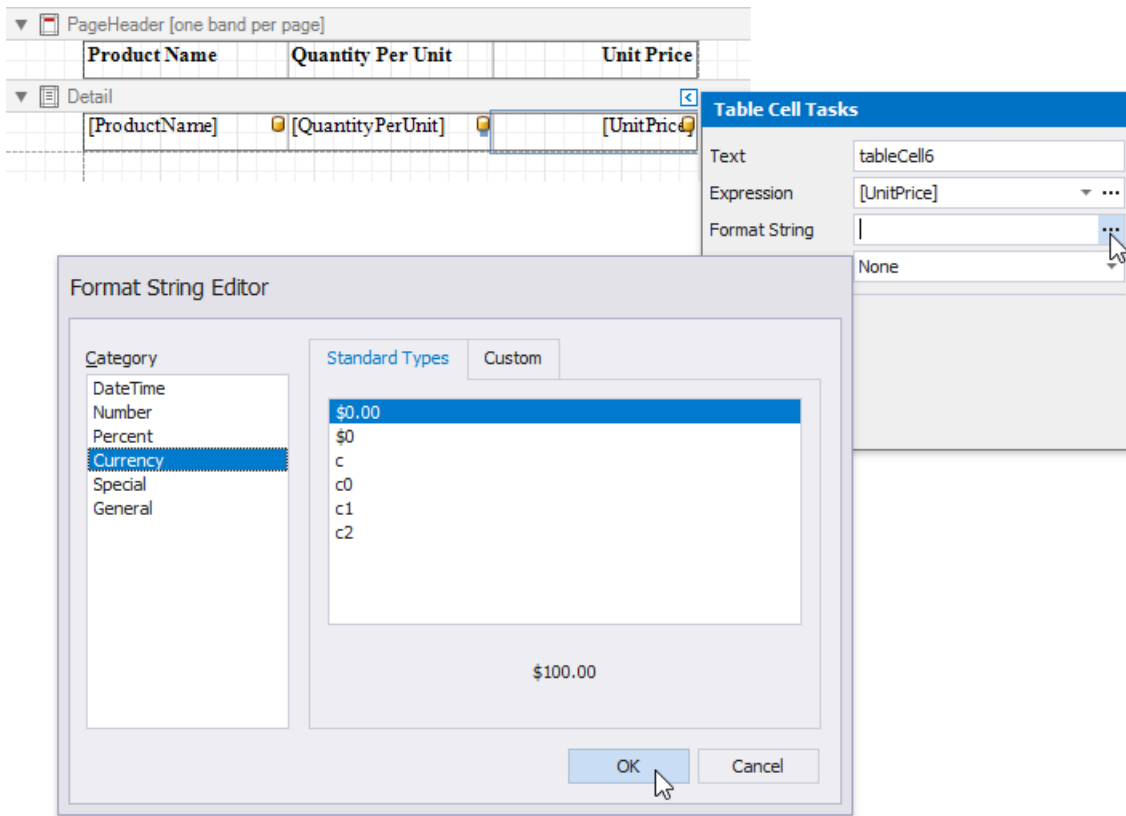 PageHeader [one band per page]
Product Name Quantity Per Unit Unit Price
Detail
[ProductName] [QuantityPerUnit] [UnitPrice]
Table Cell Tasks
Text tableCell6
Expression [UnitPrice]
Format String
None
Format String Editor
Category
DateTime
Number
Percent
Currency
Special
General
Standard Types Custom
$0.00
$0
c
c0
c1
c2
$100.00
OK Cancel